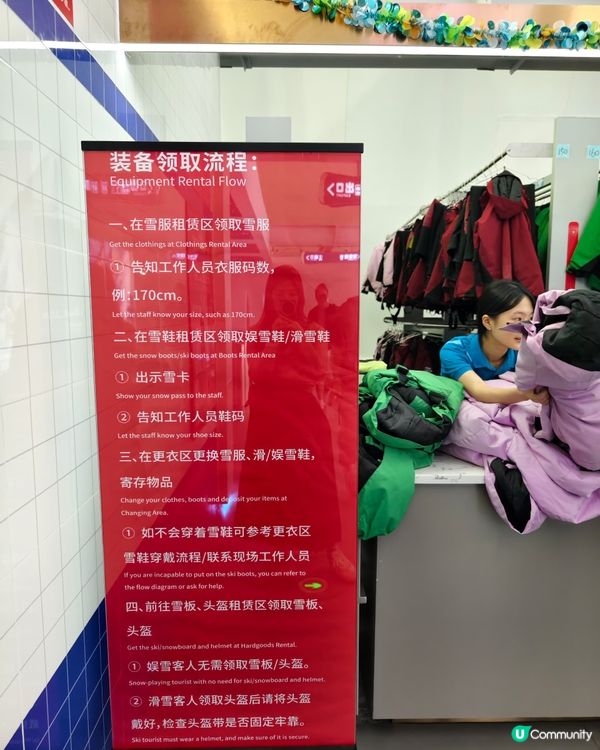 装备领取流程：
Equipment Rental Flow
一、在雪服租赁区领取雪服
Get the clothings at Clothings Rental Area
① 告知工作人员衣服码数，
例：170cm。
Let the staff know your size, such as 170cm.
二、在雪鞋租赁区领取娱雪鞋/滑雪鞋
Get the snow boots/ski boots at Boots Rental Area
① 出示雪卡
Show your snow pass to the staff.
② 告知工作人员鞋码
Let the staff know your shoe size.
三、在更衣区更换雪服、滑/娱雪鞋，
寄存物品
Change your clothes, boots and deposit your items at
Changing Area.
① 如不会穿着雪鞋可参考更衣区
雪鞋穿戴流程/联系现场工作人员
If you are incapable to put on the ski boots, you can refer to
the flow diagram or ask for help.
四、前往雪板、头盔租赁区领取雪板、
头盔
Get the ski/snowboard and helmet at Hardgoods Rental.
① 娱雪客人无需领取雪板/头盔。
Snow-playing tourist with no need for ski/snowboard and helmet.
② 滑雪客人领取头盔后请将头盔
戴好，检查头盔带是否固定牢靠。
Ski tourist must wear a helmet, and make sure of it is secure.
150
160
U Community